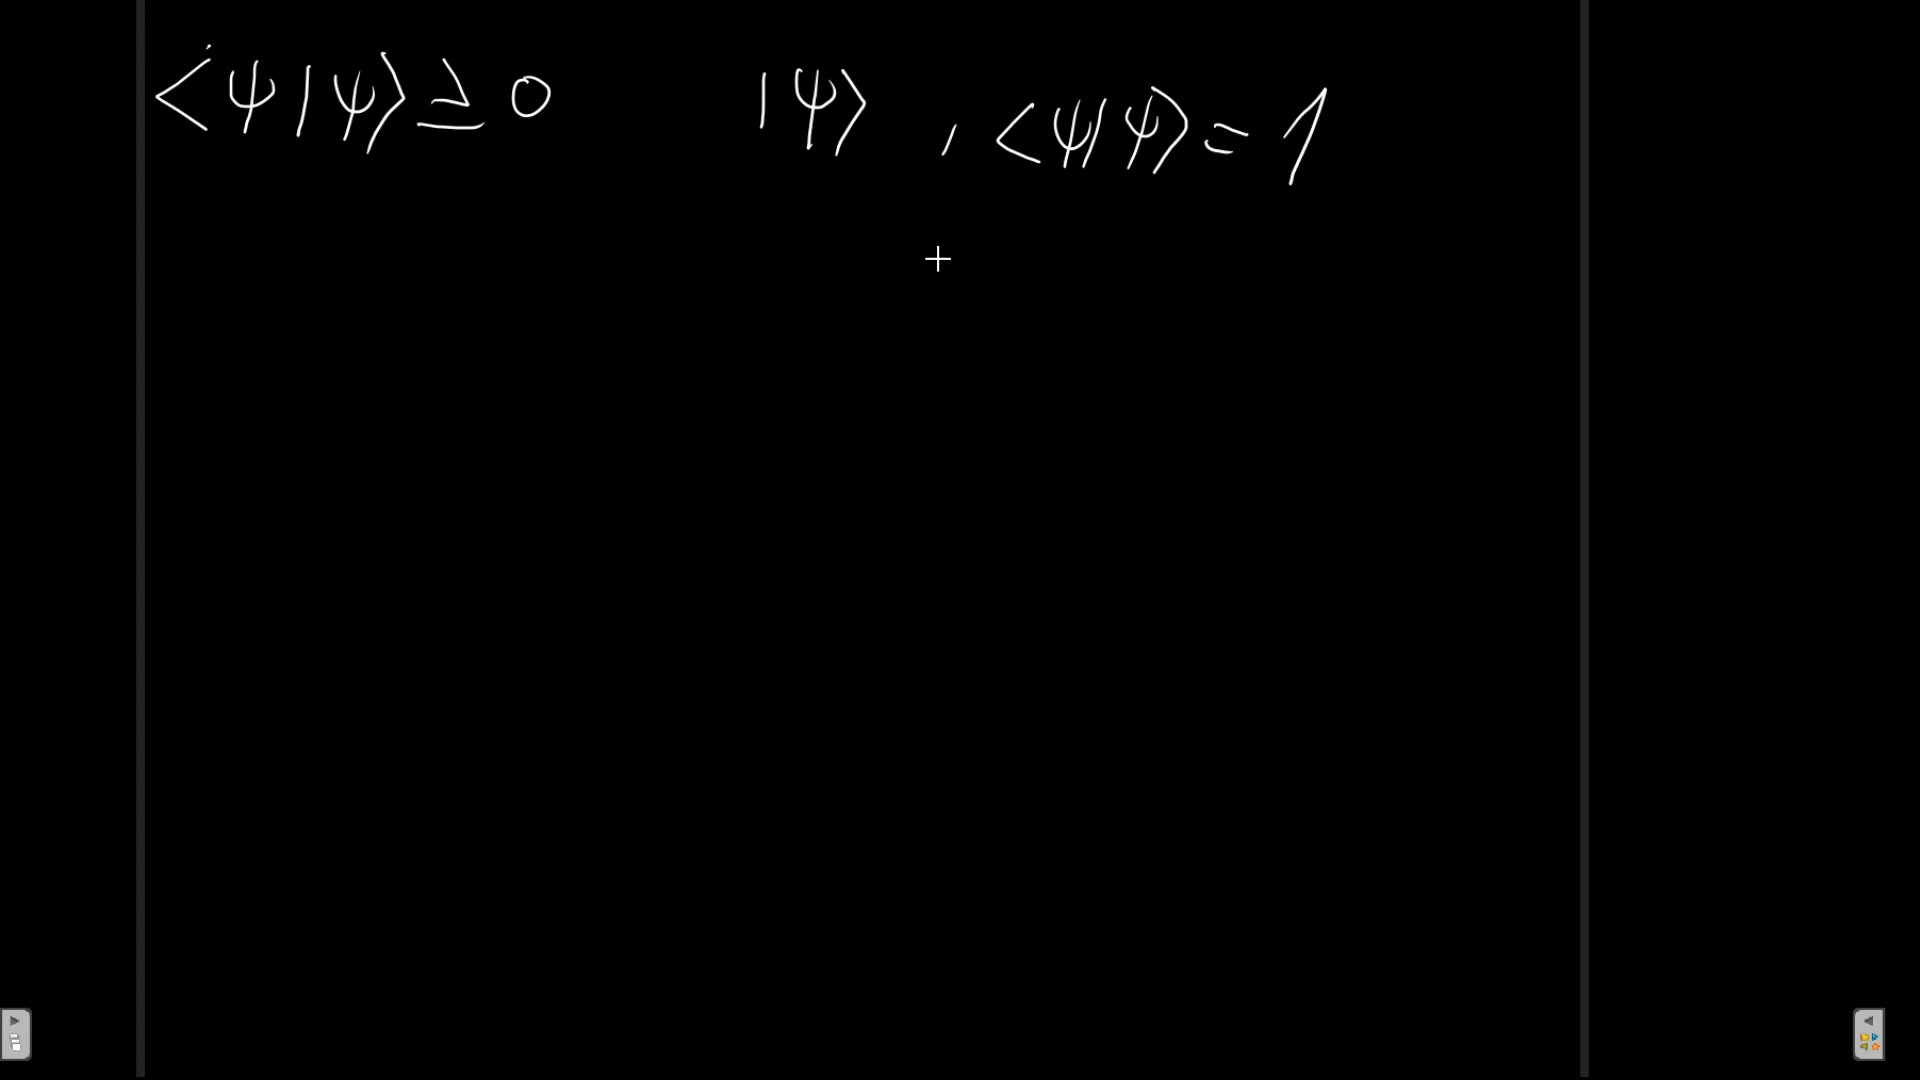 ⟨ψ|ψ⟩ ≥ 0 |ψ⟩ , ⟨ψ|ψ⟩ = 1